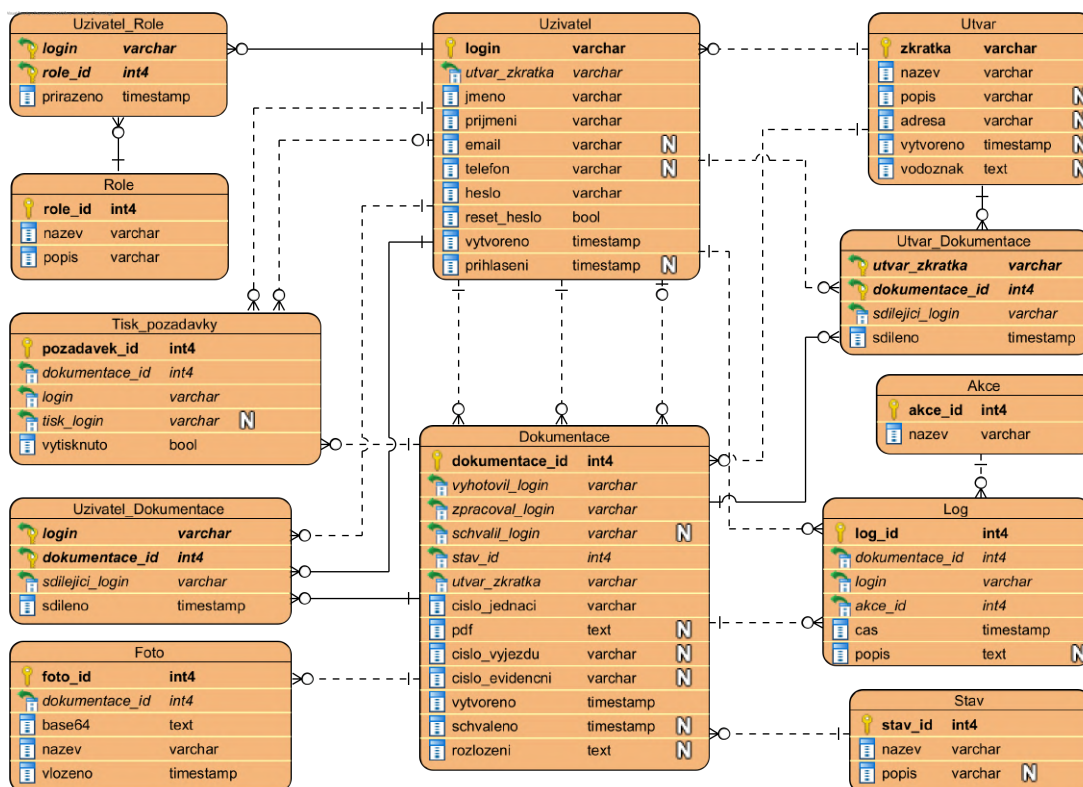 Uzivatel_Role
login varchar
role_id int4
prirazeno timestamp
Role
role_id int4
nazev varchar
popis varchar
Uzivatel
login varchar
utvar_zkratka varchar
jmeno varchar
prijmeni varchar
email varchar N
telefon varchar N
heslo varchar
reset_heslo bool
vytvoreno timestamp
prihlaseni timestamp N
Utvar
zkratka varchar
nazev varchar
popis varchar N
adresa varchar N
vytvoreno timestamp N
vodoznak text N
Utvar_Dokumentace
utvar_zkratka varchar
dokumentace_id int4
sdilejici_login varchar
sdileno timestamp
Tisk_pozadavky
pozadavek_id int4
dokumentace_id int4
login varchar
tisk_login varchar N
vytisknuto bool
Akce
akce_id int4
nazev varchar
Dokumentace
dokumentace_id int4
vyhotovil_login varchar
zpracoval_login varchar
schvalil_login varchar N
stav_id int4
utvar_zkratka varchar
cislo_jednaci varchar
pdf text N
cislo_vyjezdu varchar N
cislo_evidencni varchar N
vytvoreno timestamp
schvaleno timestamp N
rozlozeni text N
Uzivatel_Dokumentace
login varchar
dokumentace_id int4
sdilejici_login varchar
sdileno timestamp
Log
log_id int4
dokumentace_id int4
login varchar
akce_id int4
cas timestamp
popis text N
Foto
foto_id int4
dokumentace_id int4
base64 text
nazev varchar
vlozeno timestamp
Stav
stav_id int4
nazev varchar
popis varchar N